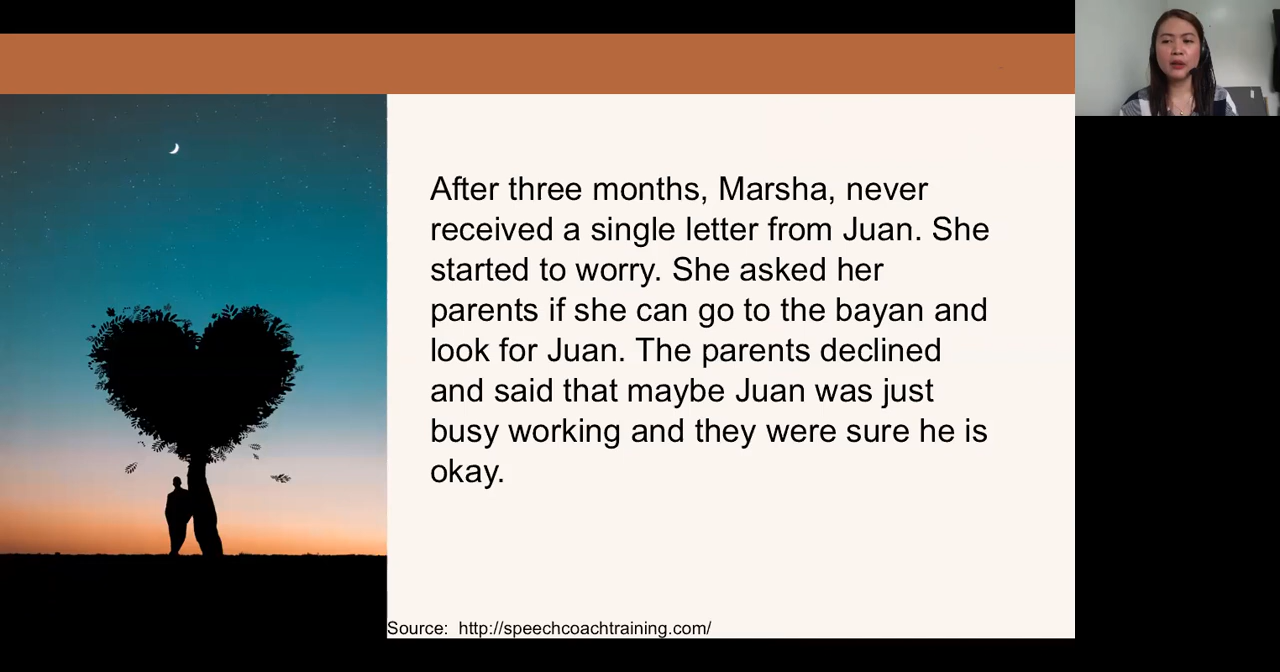 After three months, Marsha, never
received a single letter from Juan. She
started to worry. She asked her
parents if she can go to the bayan and
look for Juan. The parents declined
and said that maybe Juan was just
busy working and they were sure he is
okay.
Source: http://speechcoachtraining.com/